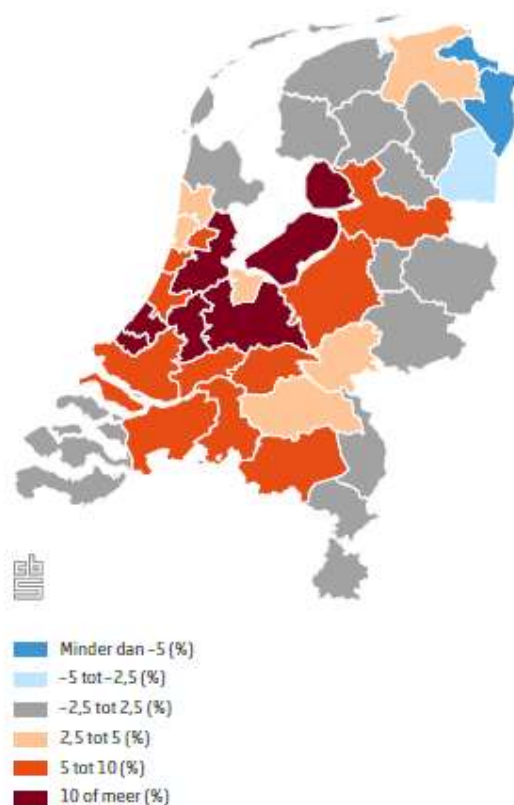 cbs
Minder dan –5 (%)
–5 tot –2,5 (%)
–2,5 tot 2,5 (%)
2,5 tot 5 (%)
5 tot 10 (%)
10 of meer (%)